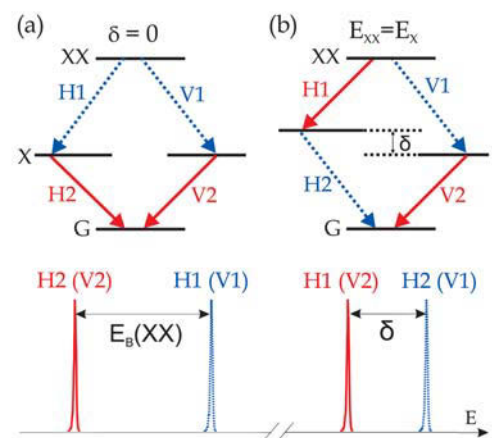 (a)
δ = 0
XX
H1
V1
X
H2
V2
G
H2 (V2)
H1 (V1)
E_B(XX)
(b)
E_XX=E_X
XX
H1
V1
δ
H2
V2
G
H1 (V2)
H2 (V1)
δ
E